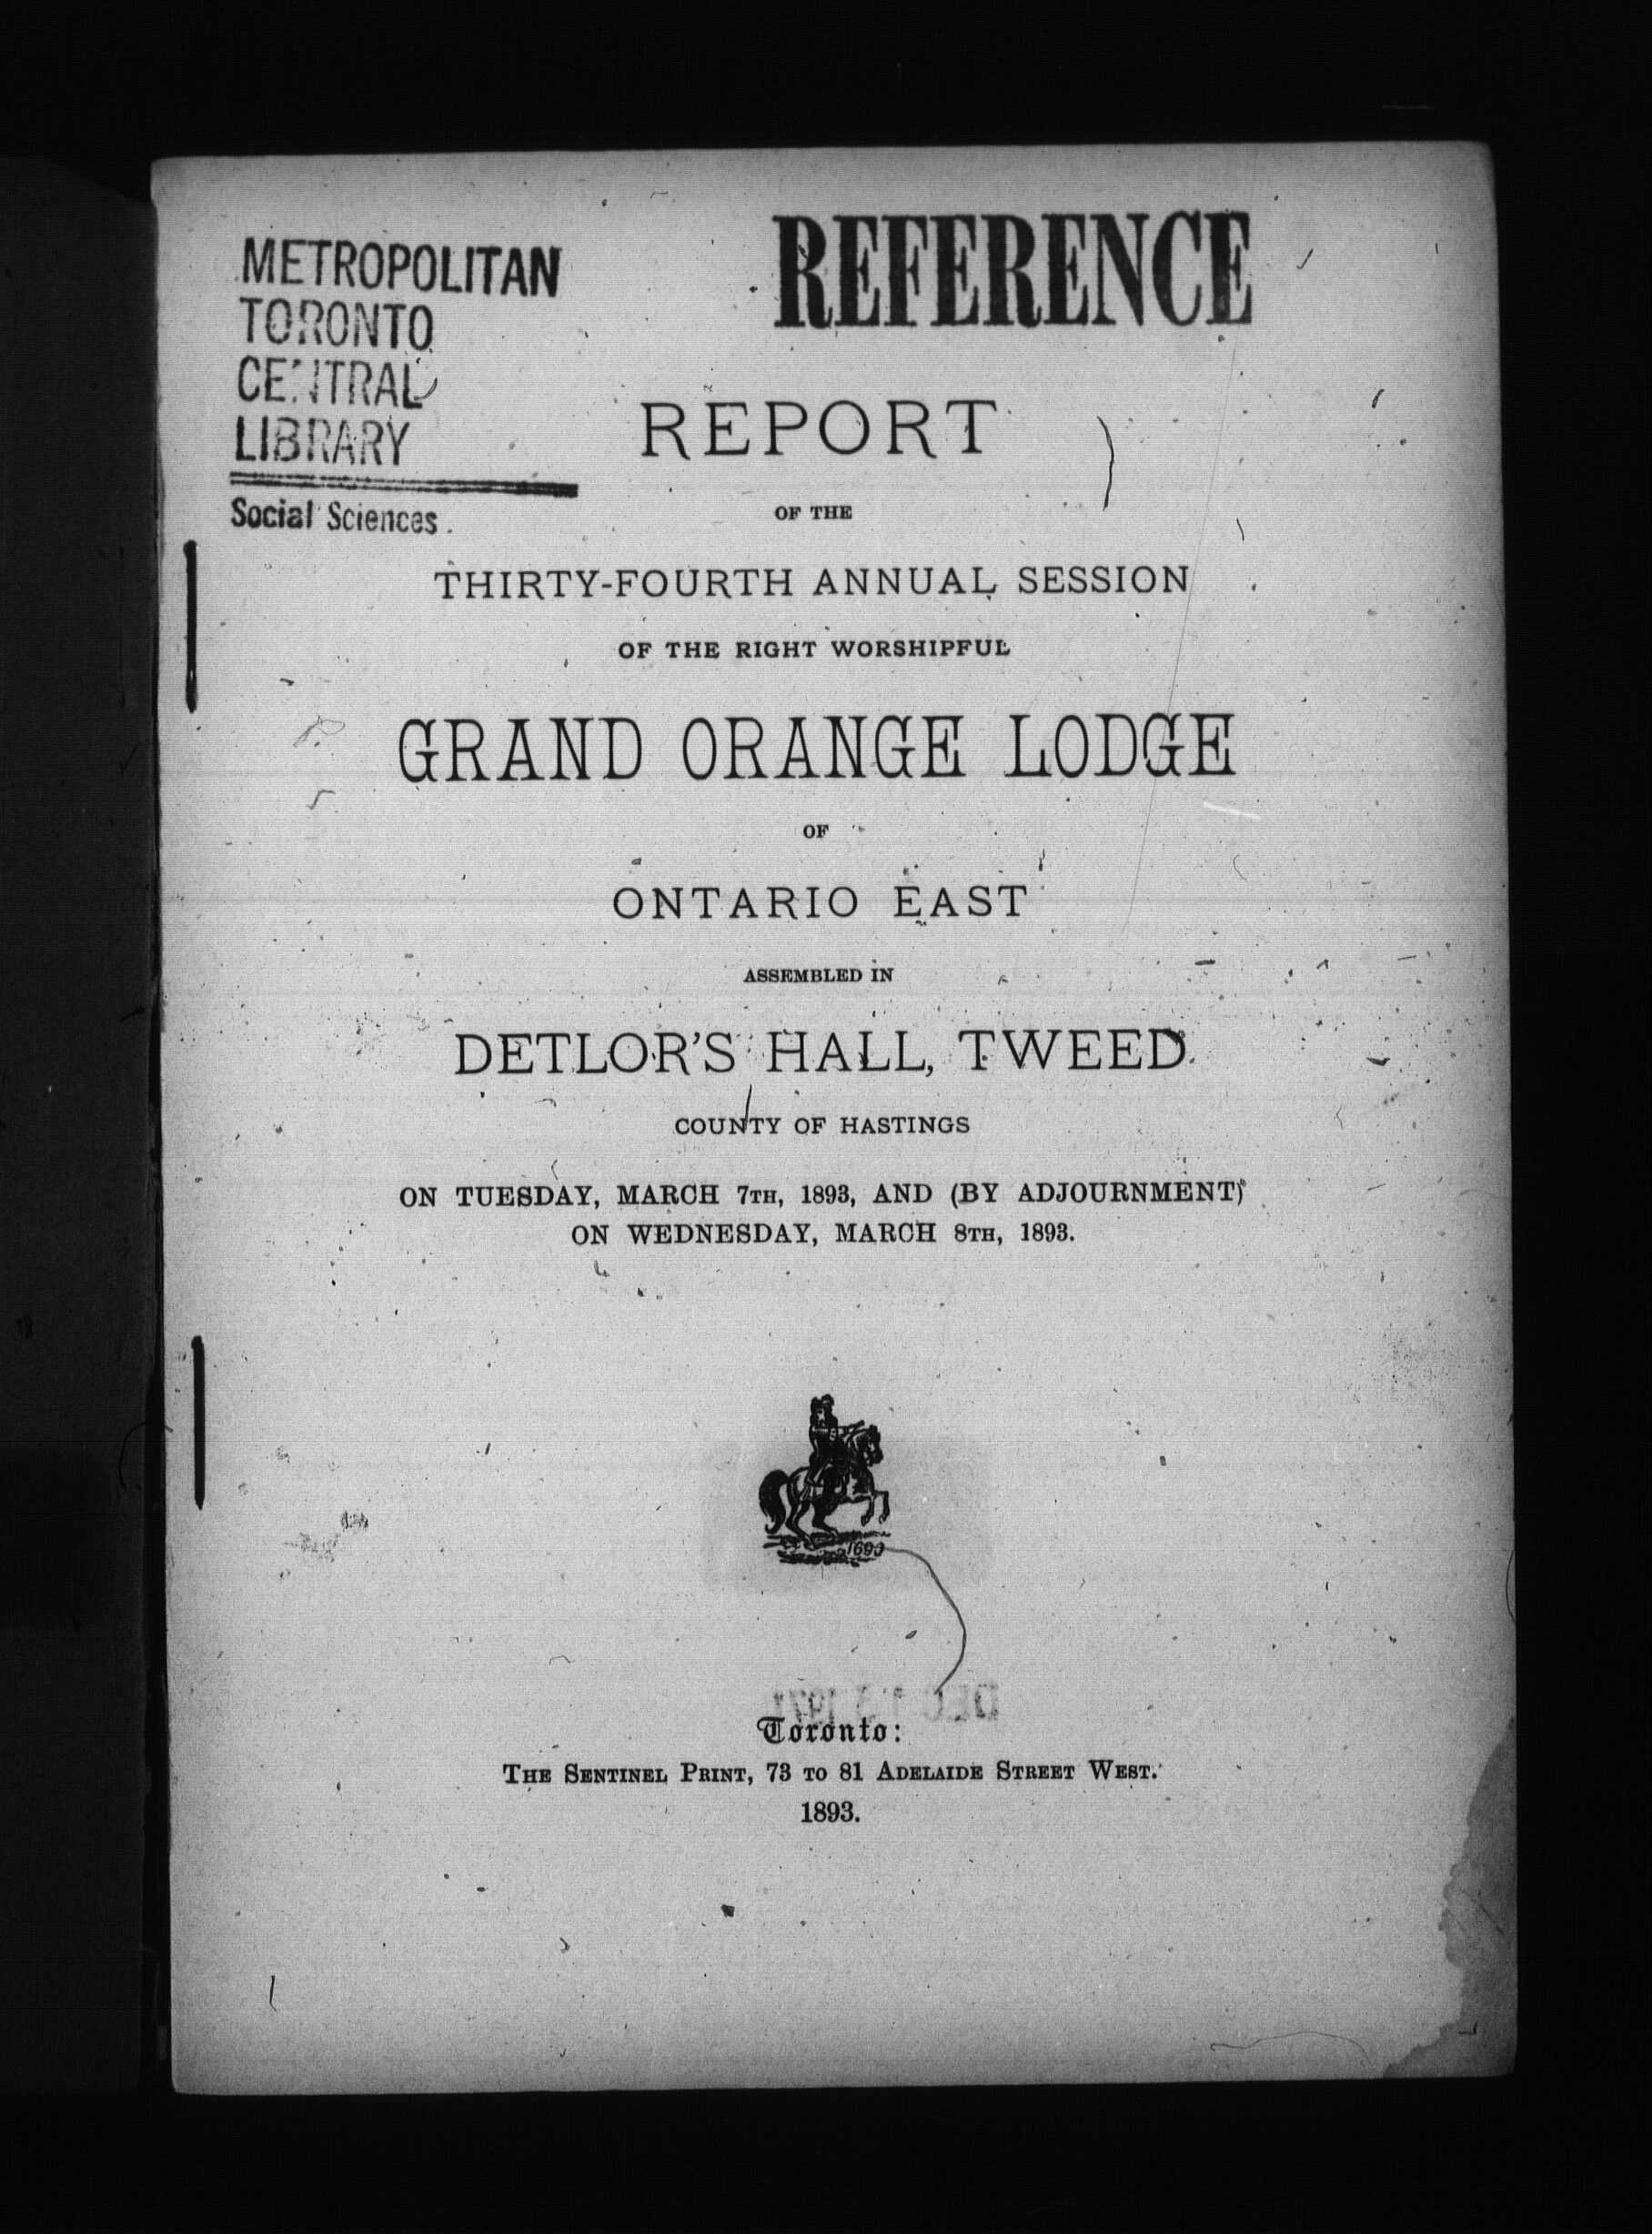 METROPOLITAN
TORONTO
CENTRAL
LIBRARY
Social Sciences
REFERENCE
REPORT
OF THE
THIRTY-FOURTH ANNUAL SESSION
OF THE RIGHT WORSHIPFUL
GRAND ORANGE LODGE
OF
ONTARIO EAST
ASSEMBLED IN
DETLOR'S HALL, TWEED
COUNTY OF HASTINGS
ON TUESDAY, MARCH 7TH, 1893, AND (BY ADJOURNMENT)
ON WEDNESDAY, MARCH 8TH, 1893.
1690
Toronto:
THE SENTINEL PRINT, 73 TO 81 ADELAIDE STREET WEST.
1893.